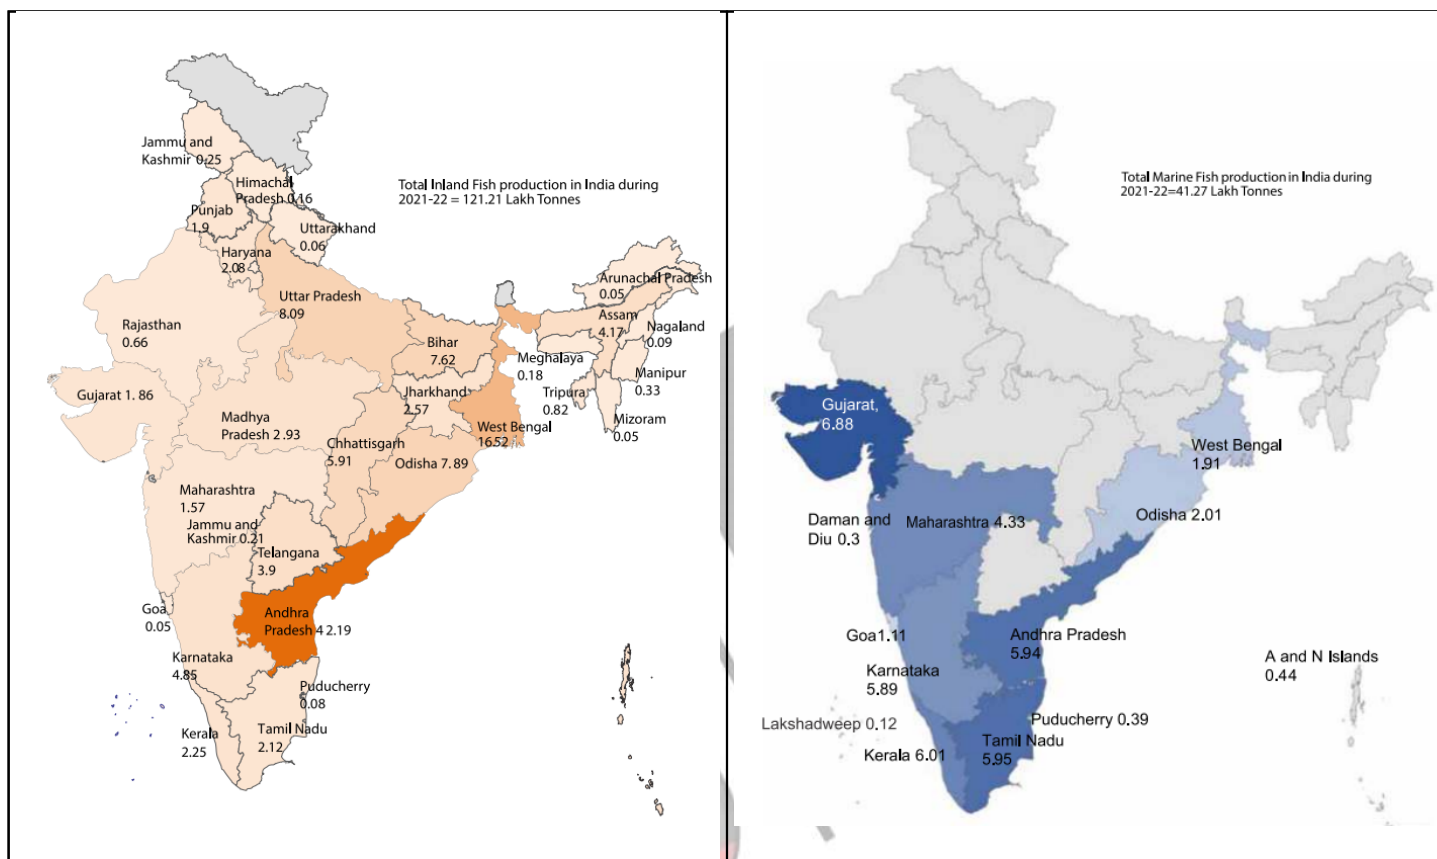 Jammu and
Kashmir 0.25
Himachal
Pradesh 0.16
Punjab
1.9
Uttarakhand
0.06
Haryana
2.08
Total Inland Fish production in India during
2021-22 = 121.21 Lakh Tonnes
Uttar Pradesh
8.09
Rajasthan
0.66
Bihar
7.62
Arunachal Pradesh
0.05
Assam
4.17
Nagaland
0.09
Meghalaya
0.18
Manipur
0.33
Tripura
0.82
Mizoram
0.05
Gujarat 1.86
Madhya
Pradesh 2.93
Jharkhand
2.57
West Bengal
16.52
Chhattisgarh
5.91
Odisha 7.89
Maharashtra
1.57
Jammu and
Kashmir 0.21
Telangana
3.9
Goa
0.05
Andhra
Pradesh 4 2.19
Karnataka
4.85
Puducherry
0.08
Kerala
2.25
Tamil Nadu
2.12
Total Marine Fish production in India during
2021-22=41.27 Lakh Tonnes
Gujarat,
6.88
West Bengal
1.91
Daman and
Diu 0.3
Maharashtra 4.33
Odisha 2.01
Goa1.11
Andhra Pradesh
5.94
Karnataka
5.89
A and N Islands
0.44
Lakshadweep 0.12
Puducherry 0.39
Kerala 6.01
Tamil Nadu
5.95